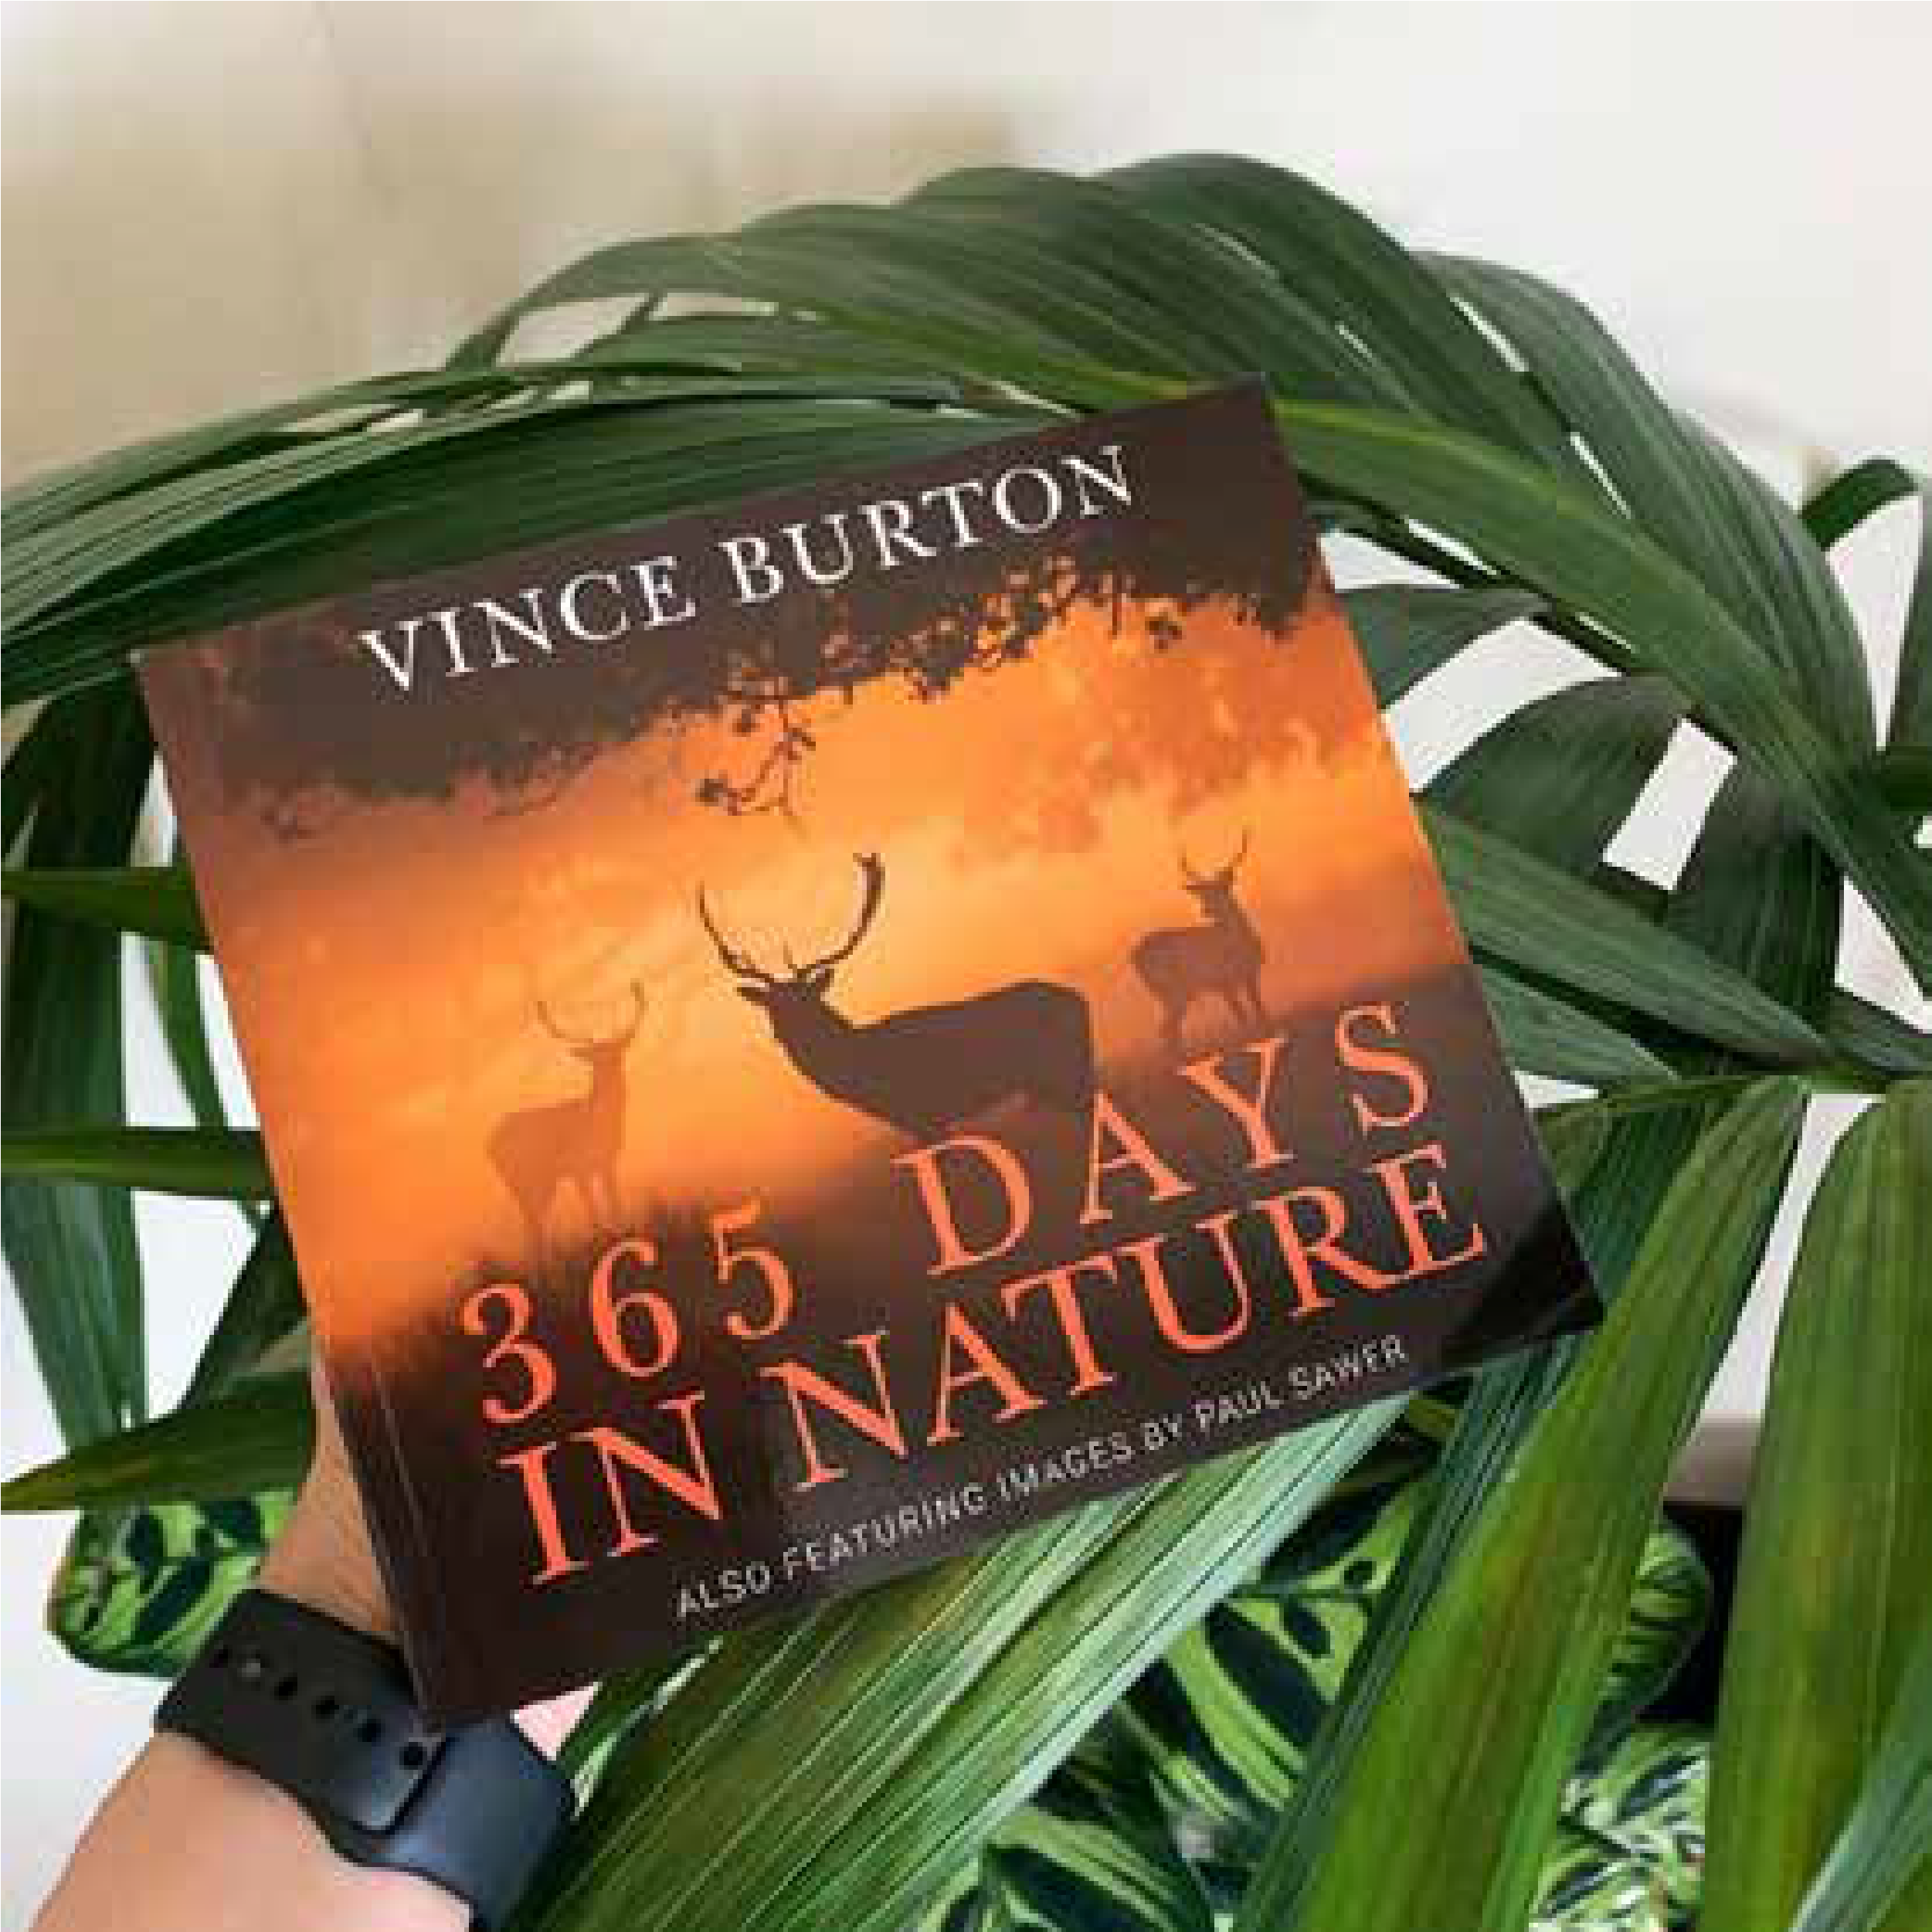 VINCE BURTON
365 DAYS
IN NATURE
ALSO FEATURING IMAGES BY PAUL SAWER